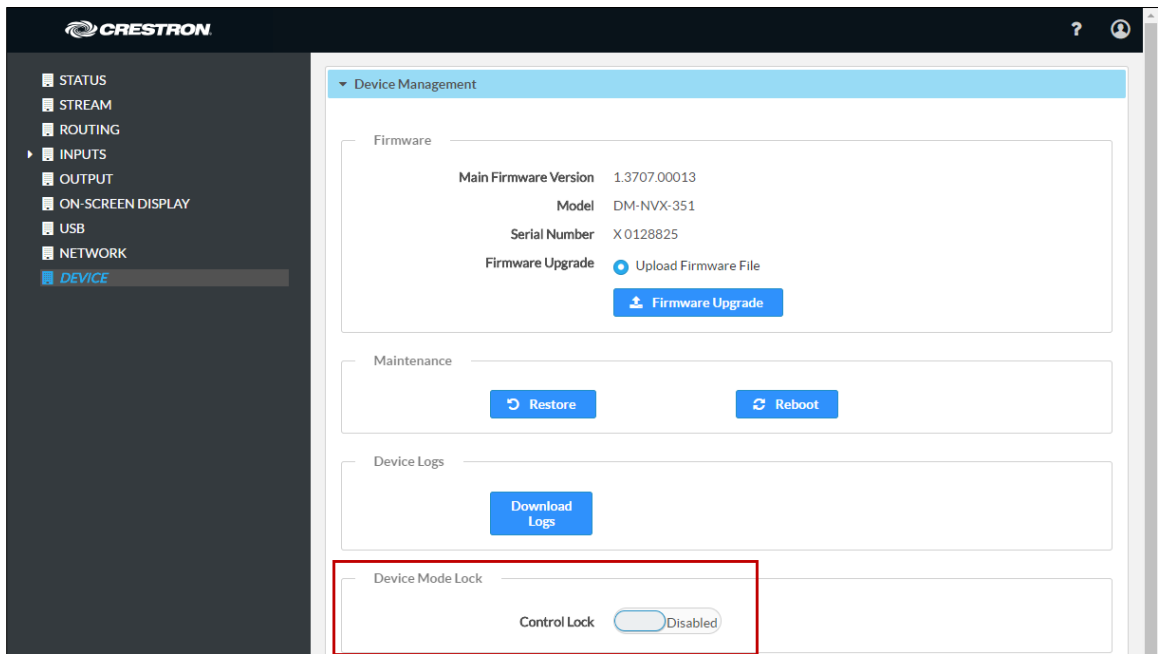 CRESTRON
?
STATUS
STREAM
ROUTING
INPUTS
OUTPUT
ON-SCREEN DISPLAY
USB
NETWORK
DEVICE
Device Management
Firmware
Main Firmware Version 1.3707.00013
Model DM-NVX-351
Serial Number X 0128825
Firmware Upgrade Upload Firmware File
Firmware Upgrade
Maintenance
Restore Reboot
Device Logs
Download
Logs
Device Mode Lock
Control Lock Disabled